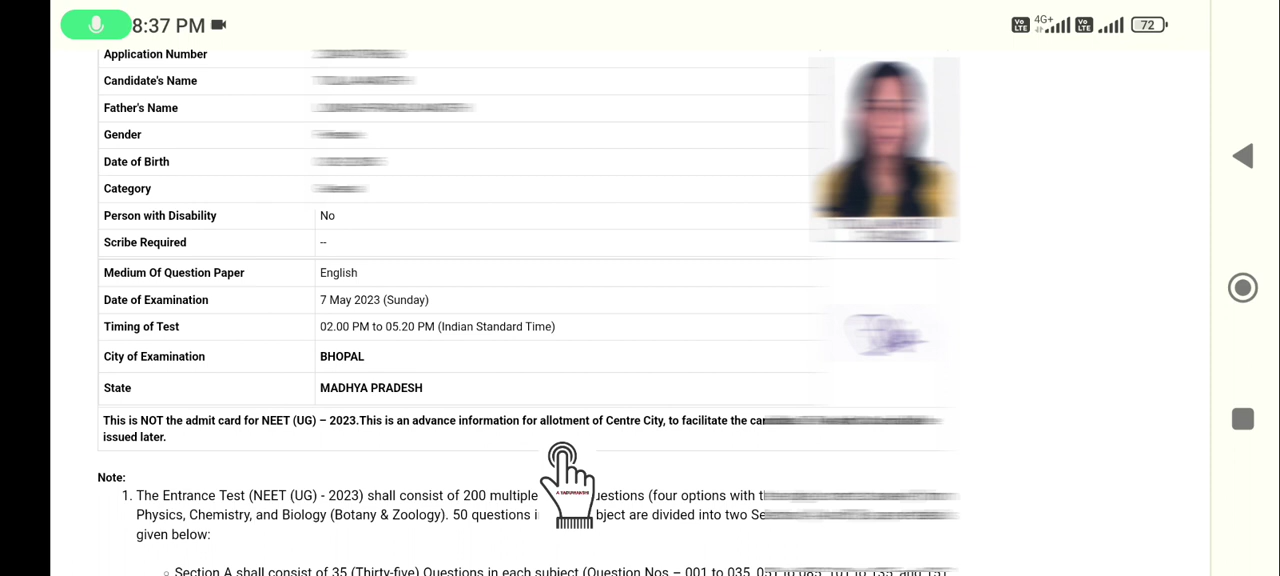 8:37 PM
Vo LTE 4G+ Vo LTE 72
Application Number
Candidate's Name
Father's Name
Gender
Date of Birth
Category
Person with Disability No
Scribe Required --
Medium Of Question Paper English
Date of Examination 7 May 2023 (Sunday)
Timing of Test 02.00 PM to 05.20 PM (Indian Standard Time)
City of Examination BHOPAL
State MADHYA PRADESH
This is NOT the admit card for NEET (UG) – 2023.This is an advance information for allotment of Centre City, to facilitate the
issued later.
Note:
1. The Entrance Test (NEET (UG) - 2023) shall consist of 200 multiple (four options with
Physics, Chemistry, and Biology (Botany & Zoology). 50 questions are divided into two
given below:
Section A shall consist of 35 (Thirty-five) Questions in each subject (Question Nos – 001 to 035,